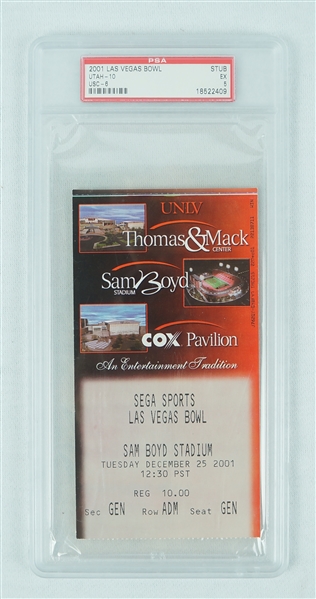 PSA
2001 LAS VEGAS BOWL STUB
UTAH-10 EX
USC-6 5
18522409
UNLV
Thomas&Mack
CENTER
Sam Boyd
STADIUM
COX Pavilion
An Entertainment Tradition
SEGA SPORTS
LAS VEGAS BOWL
SAM BOYD STADIUM
TUESDAY DECEMBER 25 2001
12:30 PST
REG 10.00
Sec GEN Row ADM Seat GEN